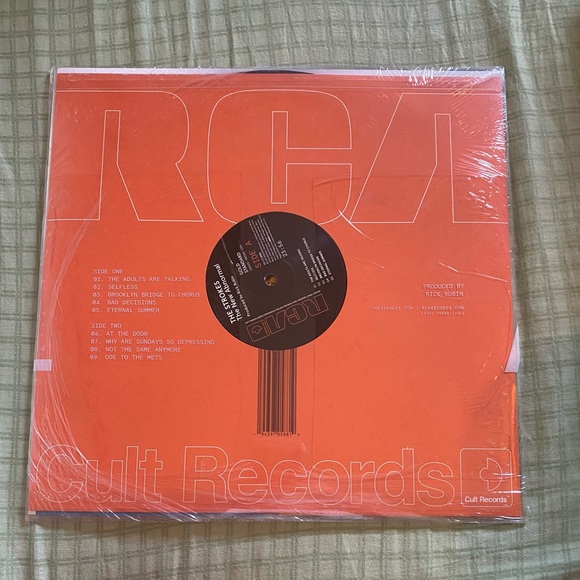 RCA
SIDE ONE
01. THE ADULTS ARE TALKING
02. SELFLESS
03. BROOKLYN BRIDGE TO CHORUS
04. BAD DECISIONS
05. ETERNAL SUMMER
SIDE TWO
06. AT THE DOOR
07. WHY ARE SUNDAYS SO DEPRESSING
08. NOT THE SAME ANYMORE
09. ODE TO THE METS
THE STROKES
The New Abnormal
SIDE A
RCA
PRODUCED BY
RICK RUBIN
Cult Records
Cult Records